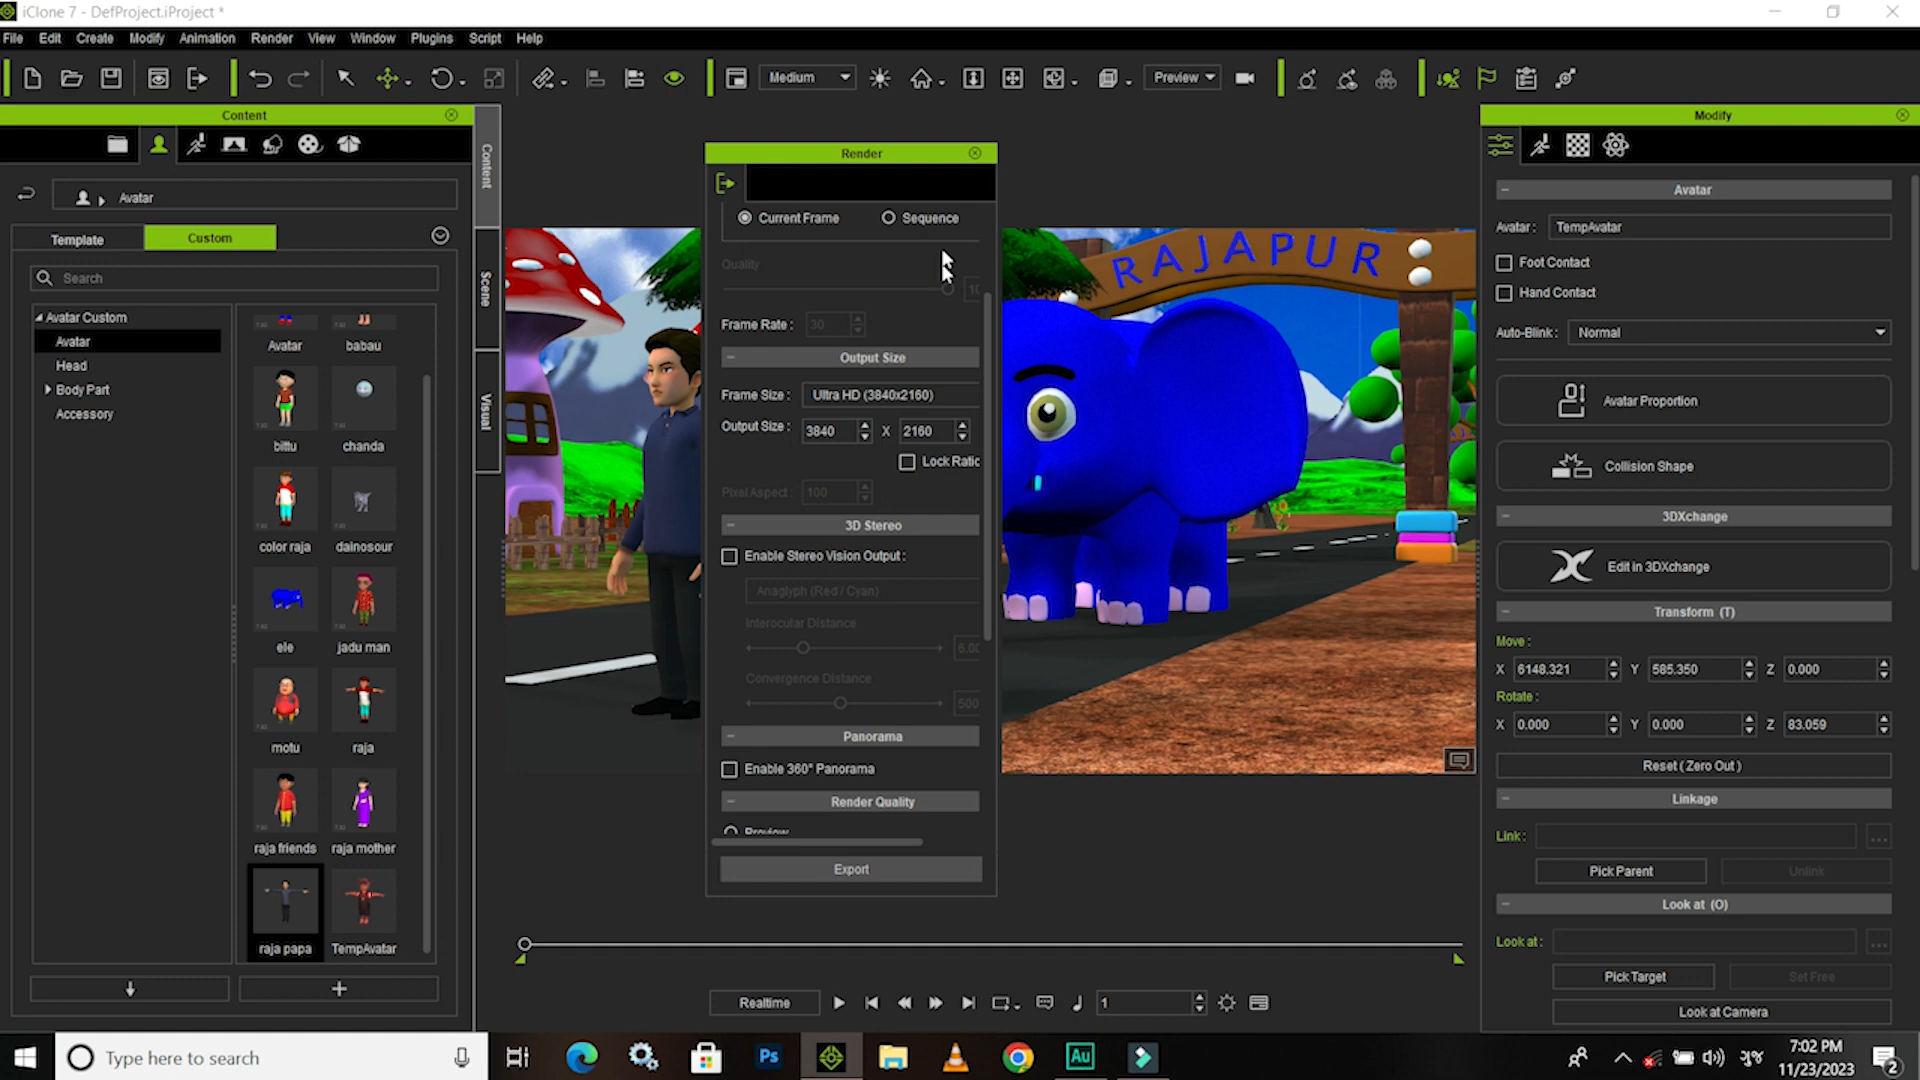 iClone 7 - DefProject.iProject *
File Edit Create Modify Animation Render View Window Plugins Script Help
Medium
Preview
Content
Avatar
Template
Custom
Search
Avatar Custom
Avatar
Head
Body Part
Accessory
Avatar
babau
bittu
chanda
color raja
dainosour
ele
jadu man
motu
raja
raja friends
raja mother
raja papa
TempAvatar
Content
Scene
Visual
Render
Current Frame
Sequence
Quality
Frame Rate : 30
Output Size
Frame Size : Ultra HD (3840x2160)
Output Size : 3840 X 2160
Lock Ratio
Pixel Aspect : 100
3D Stereo
Enable Stereo Vision Output :
Anaglyph (Red / Cyan)
Interocular Distance
6.00
Convergence Distance
500
Panorama
Enable 360° Panorama
Render Quality
Preview
Export
RAJAPUR
Realtime
1
Modify
Avatar
Avatar : TempAvatar
Foot Contact
Hand Contact
Auto-Blink : Normal
Avatar Proportion
Collision Shape
3DXchange
Edit in 3DXchange
Transform (T)
Move :
X 6148.321 Y 585.350 Z 0.000
Rotate :
X 0.000 Y 0.000 Z 83.059
Reset ( Zero Out )
Linkage
Link :
...
Pick Parent
Unlink
Look at (O)
Look at :
...
Pick Target
Set Free
Look at Camera
Type here to search
Ps
Au
7:02 PM
11/23/2023
2